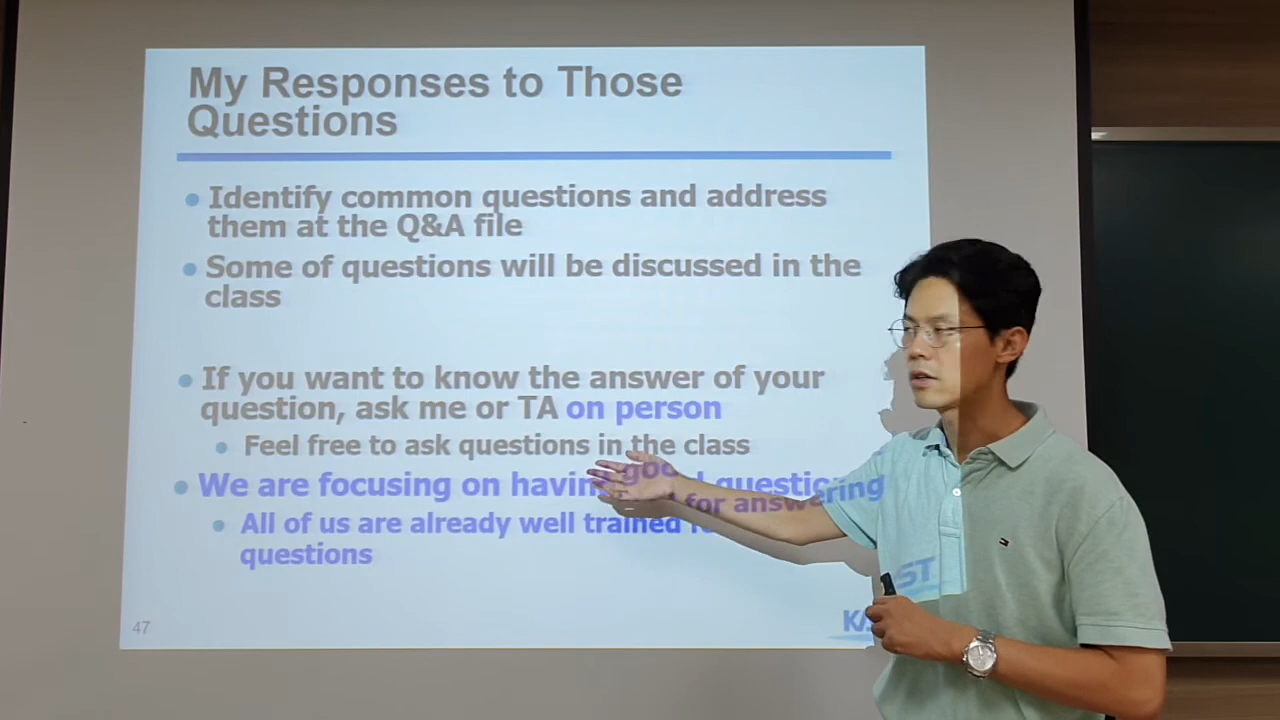 My Responses to Those
Questions
Identify common questions and address
them at the Q&A file
Some of questions will be discussed in the
class
If you want to know the answer of your
question, ask me or TA on person
Feel free to ask questions in the class
We are focusing on having good
All of us are already well trained for answering
questions
47